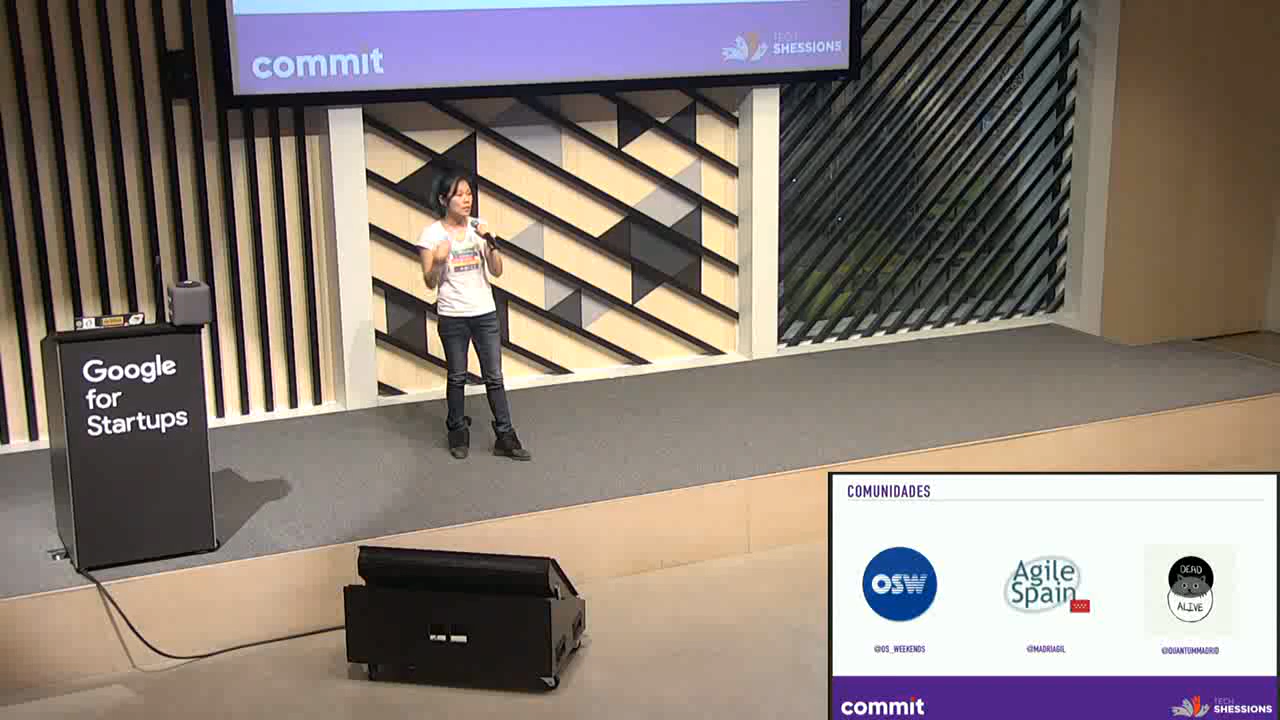 commit
TECH
SHESSIONS
Google
for
Startups
COMUNIDADES
OSW
Agile
Spain
DEAD
ALIVE
@OS_WEEKENDS
@MADRIAGIL
@QUANTUMMADRID
commit
TECH
SHESSIONS